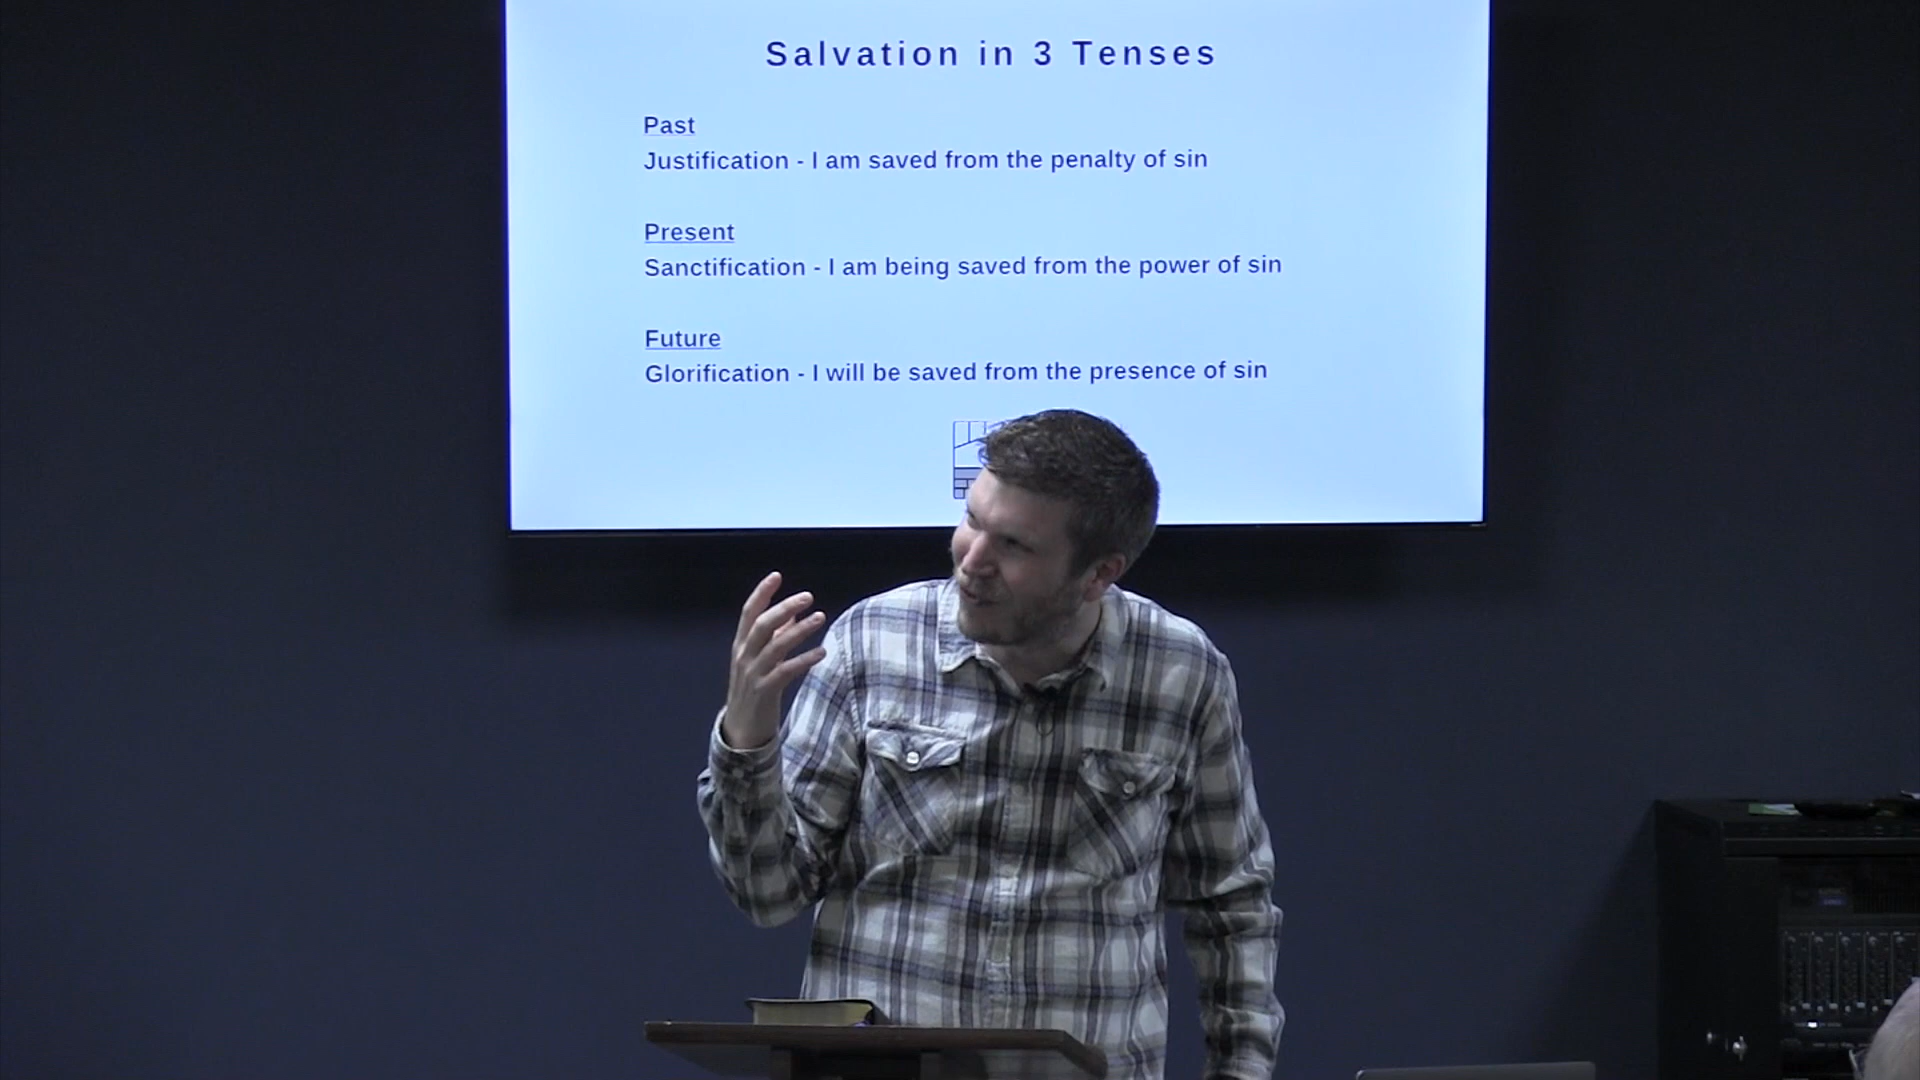 Salvation in 3 Tenses
Past
Justification - I am saved from the penalty of sin
Present
Sanctification - I am being saved from the power of sin
Future
Glorification - I will be saved from the presence of sin